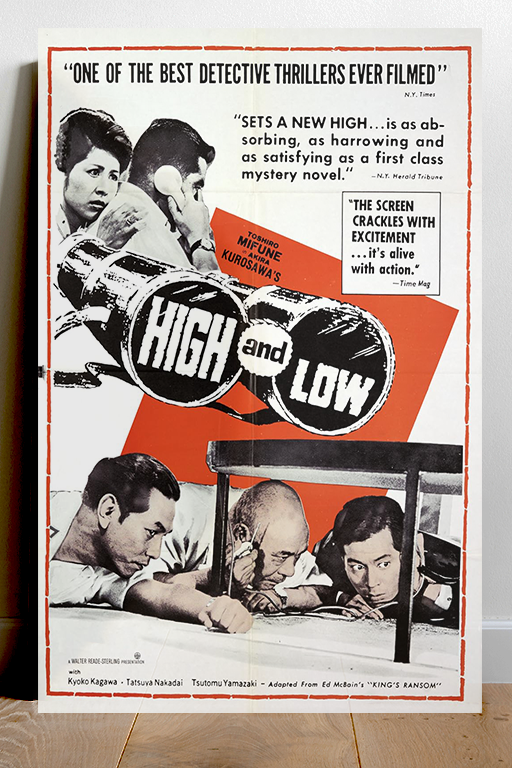 "ONE OF THE BEST DETECTIVE THRILLERS EVER FILMED"
N.Y. Times
"SETS A NEW HIGH...is as ab-
sorbing, as harrowing and
as satisfying as a first class
mystery novel." —N.Y. Herald Tribune
"THE SCREEN
CRACKLES WITH
EXCITEMENT
...it's alive
with action."
—Time Mag
TOSHIRO
MIFUNE
in AKIRA
KUROSAWA'S
HIGH and LOW
A WALTER READE-STERLING PRESENTATION
with
Kyoko Kagawa · Tatsuya Nakadai Tsutomu Yamazaki – Adapted From Ed McBain's "KING'S RANSOM"